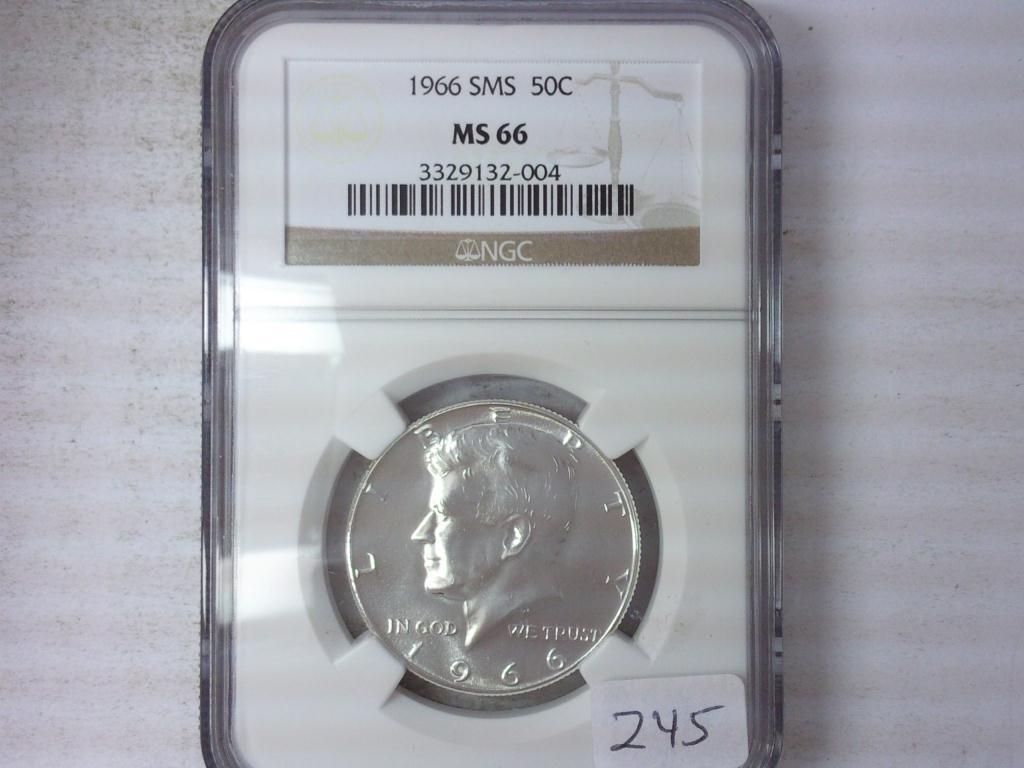 1966 SMS 50C
MS 66
3329132-004
NGC
LIBERTY
IN GOD WE TRUST
1966
245